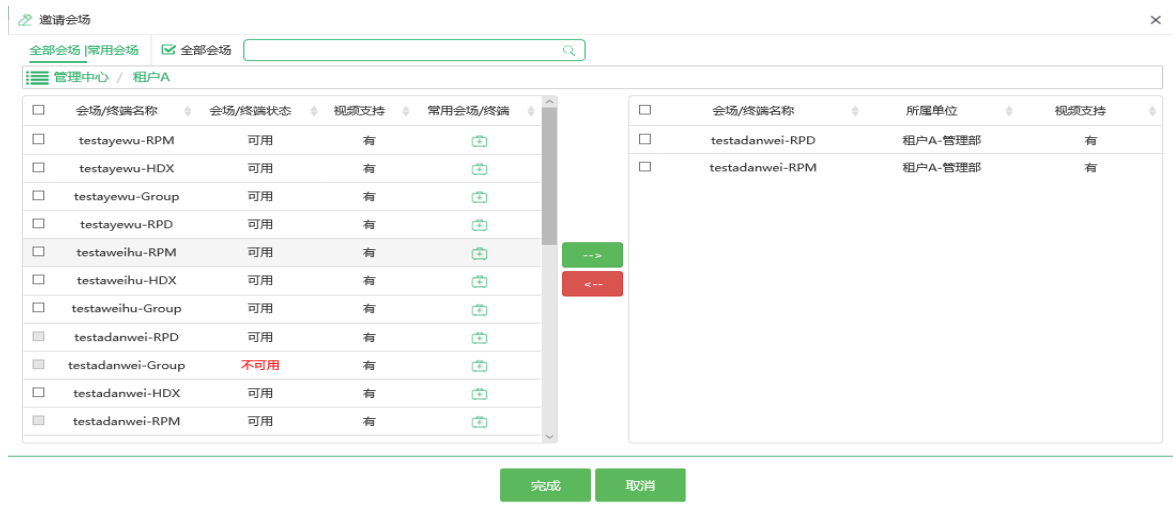 邀请会场
全部会场 |常用会场 全部会场
管理中心 / 租户A
会场/终端名称 会场/终端状态 视频支持 常用会场/终端
testayewu-RPM 可用 有
testayewu-HDX 可用 有
testayewu-Group 可用 有
testayewu-RPD 可用 有
testaweihu-RPM 可用 有
testaweihu-HDX 可用 有
testaweihu-Group 可用 有
testadanwei-RPD 可用 有
testadanwei-Group 不可用 有
testadanwei-HDX 可用 有
testadanwei-RPM 可用 有
-->
<--
会场/终端名称 所属单位 视频支持
testadanwei-RPD 租户A-管理部 有
testadanwei-RPM 租户A-管理部 有
完成 取消